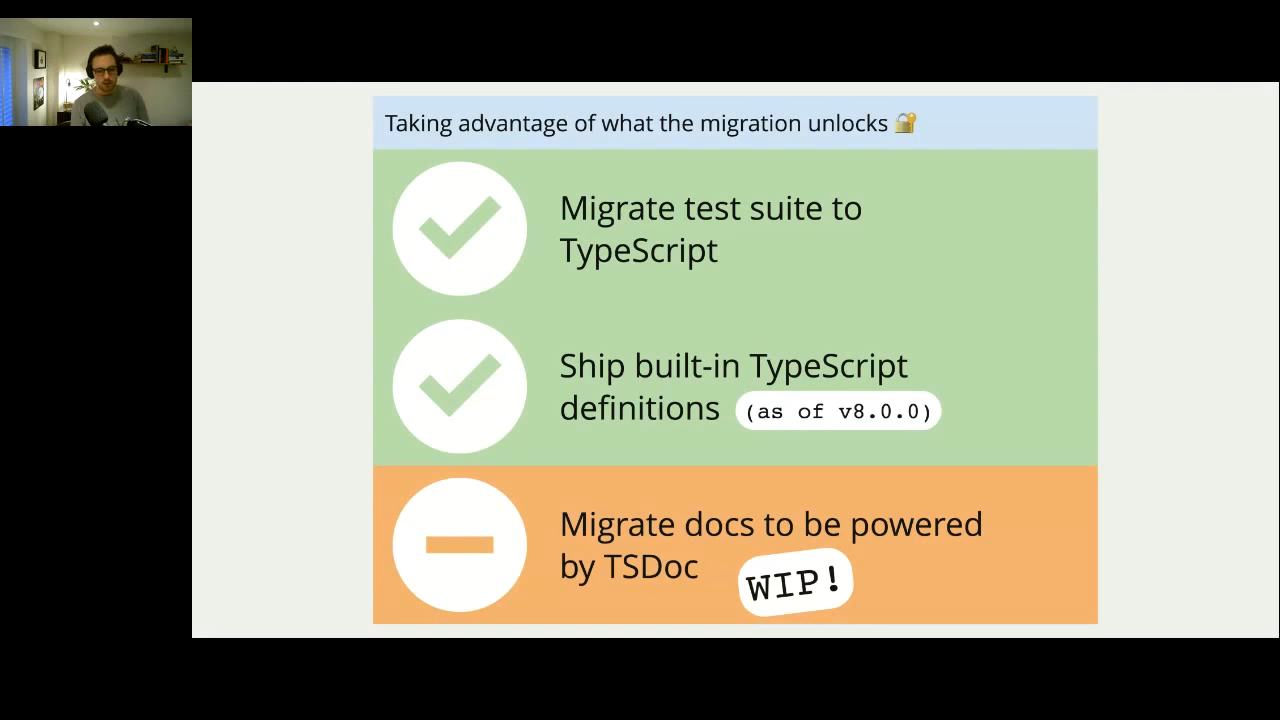 Taking advantage of what the migration unlocks 🔐
Migrate test suite to
TypeScript
Ship built-in TypeScript
definitions (as of v8.0.0)
Migrate docs to be powered
by TSDoc WIP!